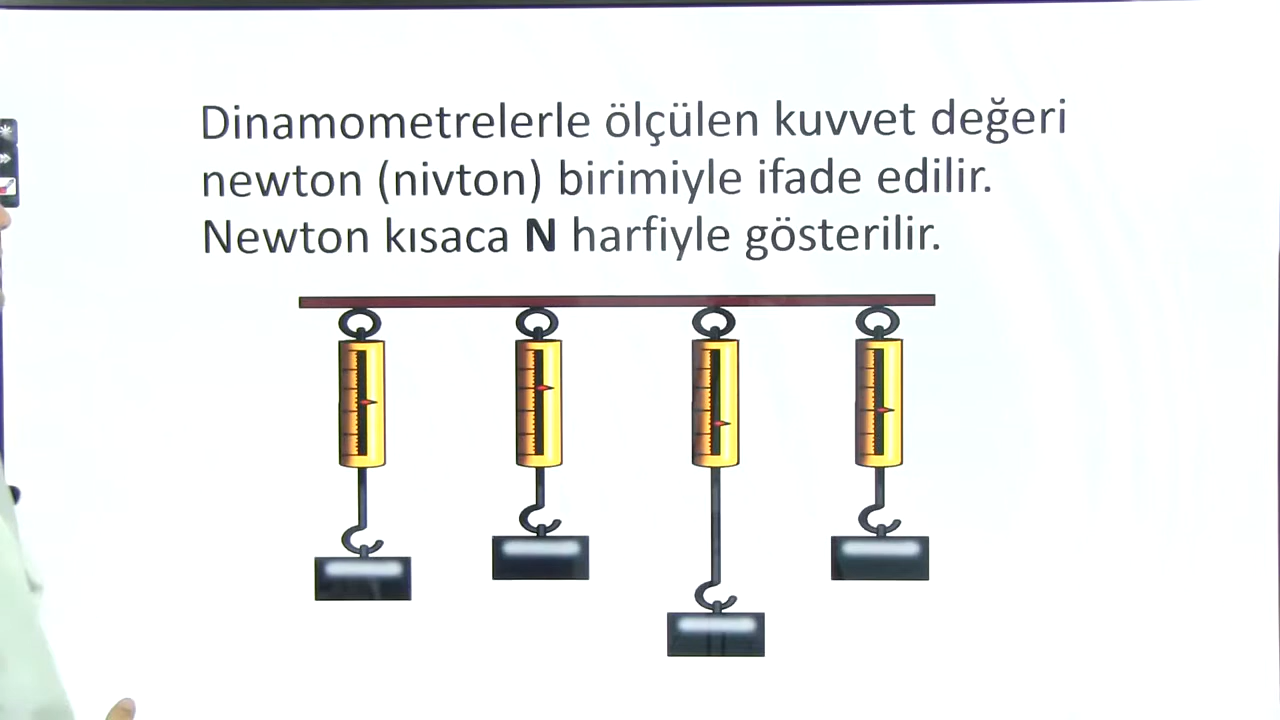 Dinamometrelerle ölçülen kuvvet değeri
newton (nivton) birimiyle ifade edilir.
Newton kısaca N harfiyle gösterilir.